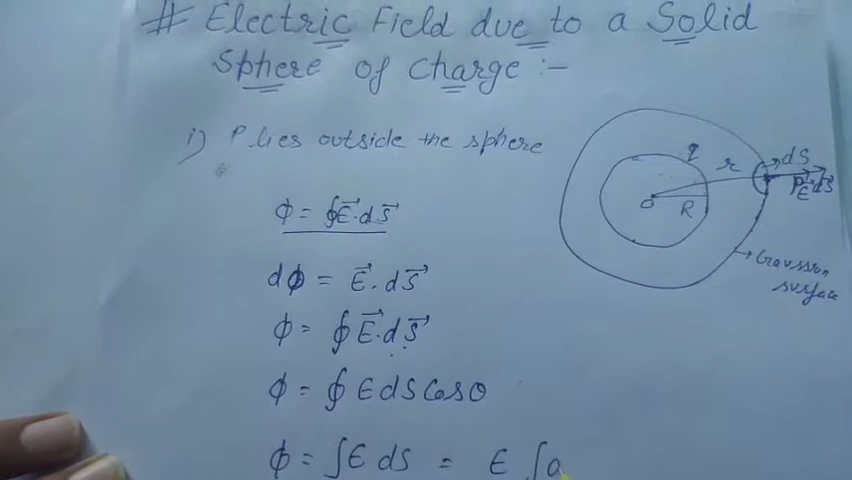 # Electric Field due to a Solid
Sphere of Charge :-
i) P lies outside the sphere
ϕ = ∮E⃗.dS⃗
dϕ = E⃗.dS⃗
ϕ = ∮E⃗.dS⃗
ϕ = ∮EdS Cosθ
ϕ = ∫E dS = E ∫
q
r
dS
P E⃗ dS⃗
O
R
Gaussian
surface